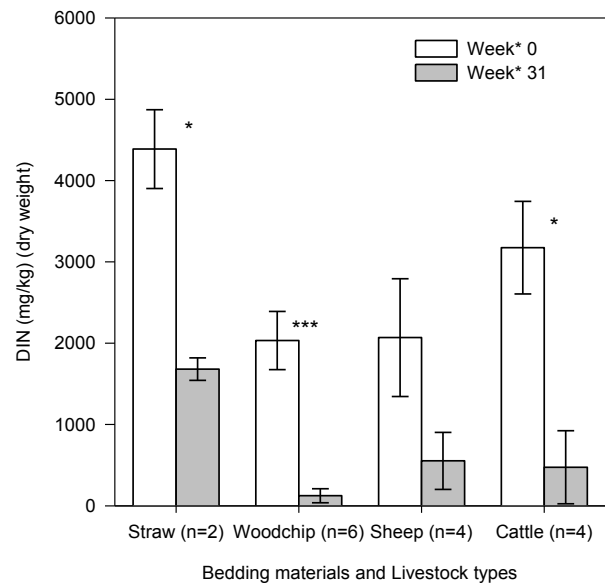 6000
5000
4000
3000
2000
1000
0
DIN (mg/kg) (dry weight)
Week* 0
Week* 31
*
***
*
Straw (n=2) Woodchip (n=6) Sheep (n=4) Cattle (n=4)
Bedding materials and Livestock types